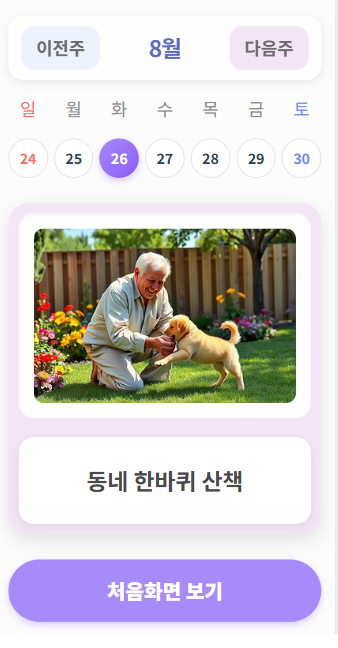 이전주 8월 다음주
일 월 화 수 목 금 토
24 25 26 27 28 29 30
동네 한바퀴 산책
처음화면 보기